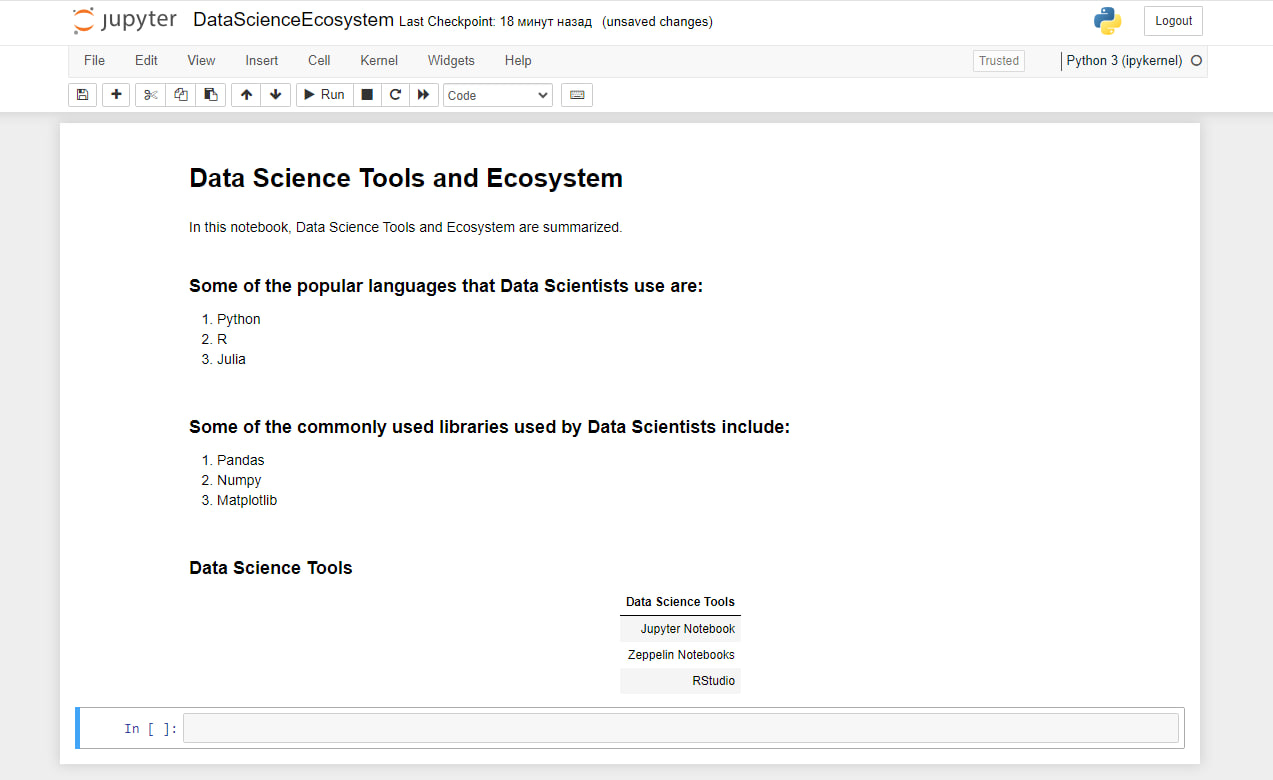 jupyter DataScienceEcosystem Last Checkpoint: 18 минут назад (unsaved changes) Logout
File Edit View Insert Cell Kernel Widgets Help Trusted Python 3 (ipykernel)
Run Code
Data Science Tools and Ecosystem
In this notebook, Data Science Tools and Ecosystem are summarized.
Some of the popular languages that Data Scientists use are:
1. Python
2. R
3. Julia
Some of the commonly used libraries used by Data Scientists include:
1. Pandas
2. Numpy
3. Matplotlib
Data Science Tools
Data Science Tools
Jupyter Notebook
Zeppelin Notebooks
RStudio
In [ ]: